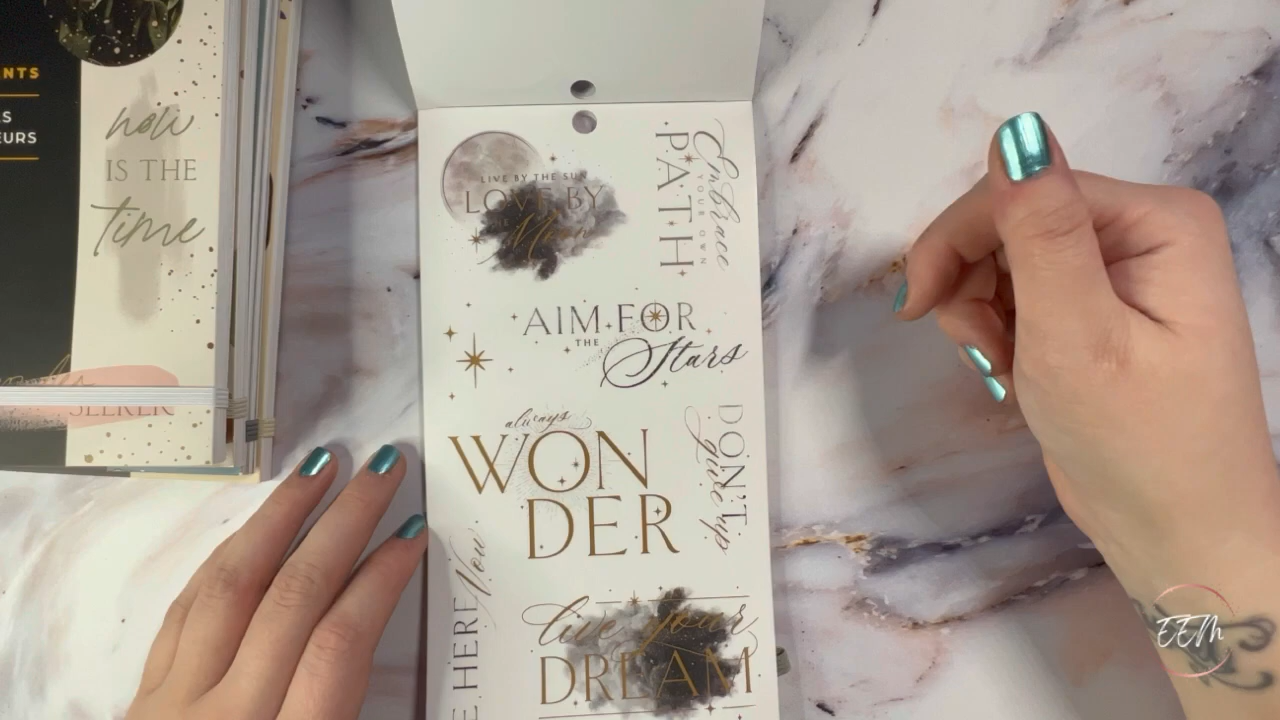 NTS
S
EURS
now
IS THE
Time
SEEKER
LIVE BY THE SUN
LOVE BY
Moon
Embrace
YOUR OWN
PATH
AIM FOR
THE
Stars
always
WON
DER
DON'T
give up
HERE Now
live your
DREAM
EEM